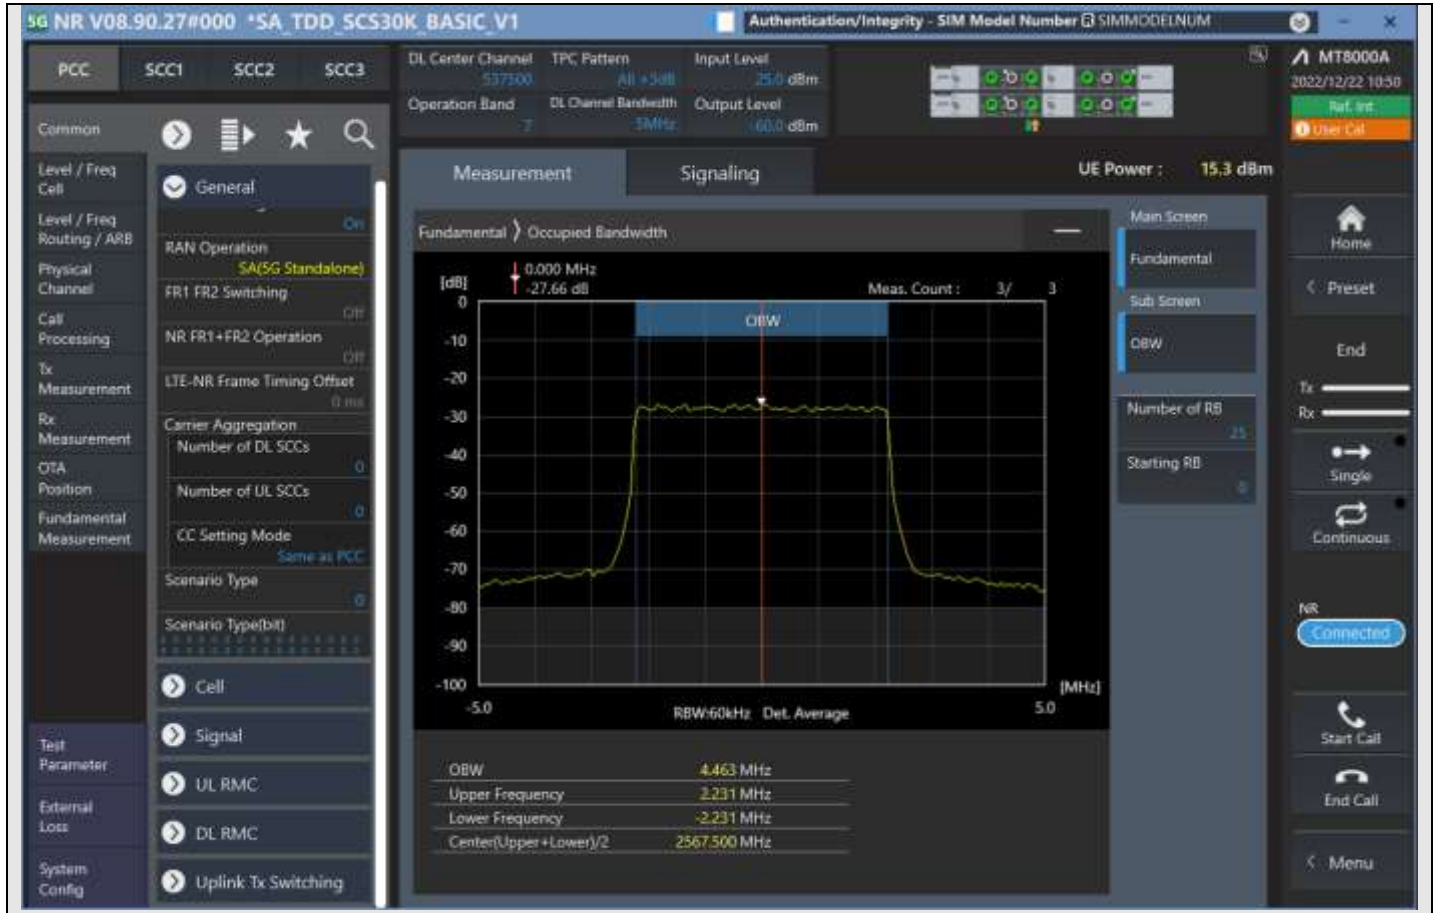 5G NR V08.90.27#000 *SA_TDD_SCS30K_BASIC_V1
Authentication/Integrity - SIM Model Number SIMMODELNUM
PCC SCC1 SCC2 SCC3
DL Center Channel
537500
TPC Pattern
All +3dB
Input Level
25.0 dBm
Operation Band
7
DL Channel Bandwidth
5MHz
Output Level
-60.0 dBm
MT8000A
2022/12/22 10:50
Ref. Int.
User Cal
Common
Level / Freq
Cell
Level / Freq
Routing / ARB
Physical
Channel
Call
Processing
Tx
Measurement
Rx
Measurement
OTA
Position
Fundamental
Measurement
Test
Parameter
External
Loss
System
Config
General
On
RAN Operation
SA(5G Standalone)
FR1 FR2 Switching
Off
NR FR1+FR2 Operation
Off
LTE-NR Frame Timing Offset
0 ms
Carrier Aggregation
Number of DL SCCs
0
Number of UL SCCs
0
CC Setting Mode
Same as PCC
Scenario Type
0
Scenario Type(bit)
Cell
Signal
UL RMC
DL RMC
Uplink Tx Switching
Measurement Signaling
UE Power : 15.3 dBm
Fundamental Occupied Bandwidth
0.000 MHz
-27.66 dB
Meas. Count : 3/ 3
[dB]
0
-10
-20
-30
-40
-50
-60
-70
-80
-90
-100
OBW
-5.0
RBW:60kHz Det. Average
5.0
[MHz]
OBW 4.463 MHz
Upper Frequency 2.231 MHz
Lower Frequency -2.231 MHz
Center(Upper+Lower)/2 2567.500 MHz
Main Screen
Fundamental
Sub Screen
OBW
Number of RB
25
Starting RB
0
Home
Preset
End
Tx
Rx
Single
Continuous
NR
Connected
Start Call
End Call
Menu